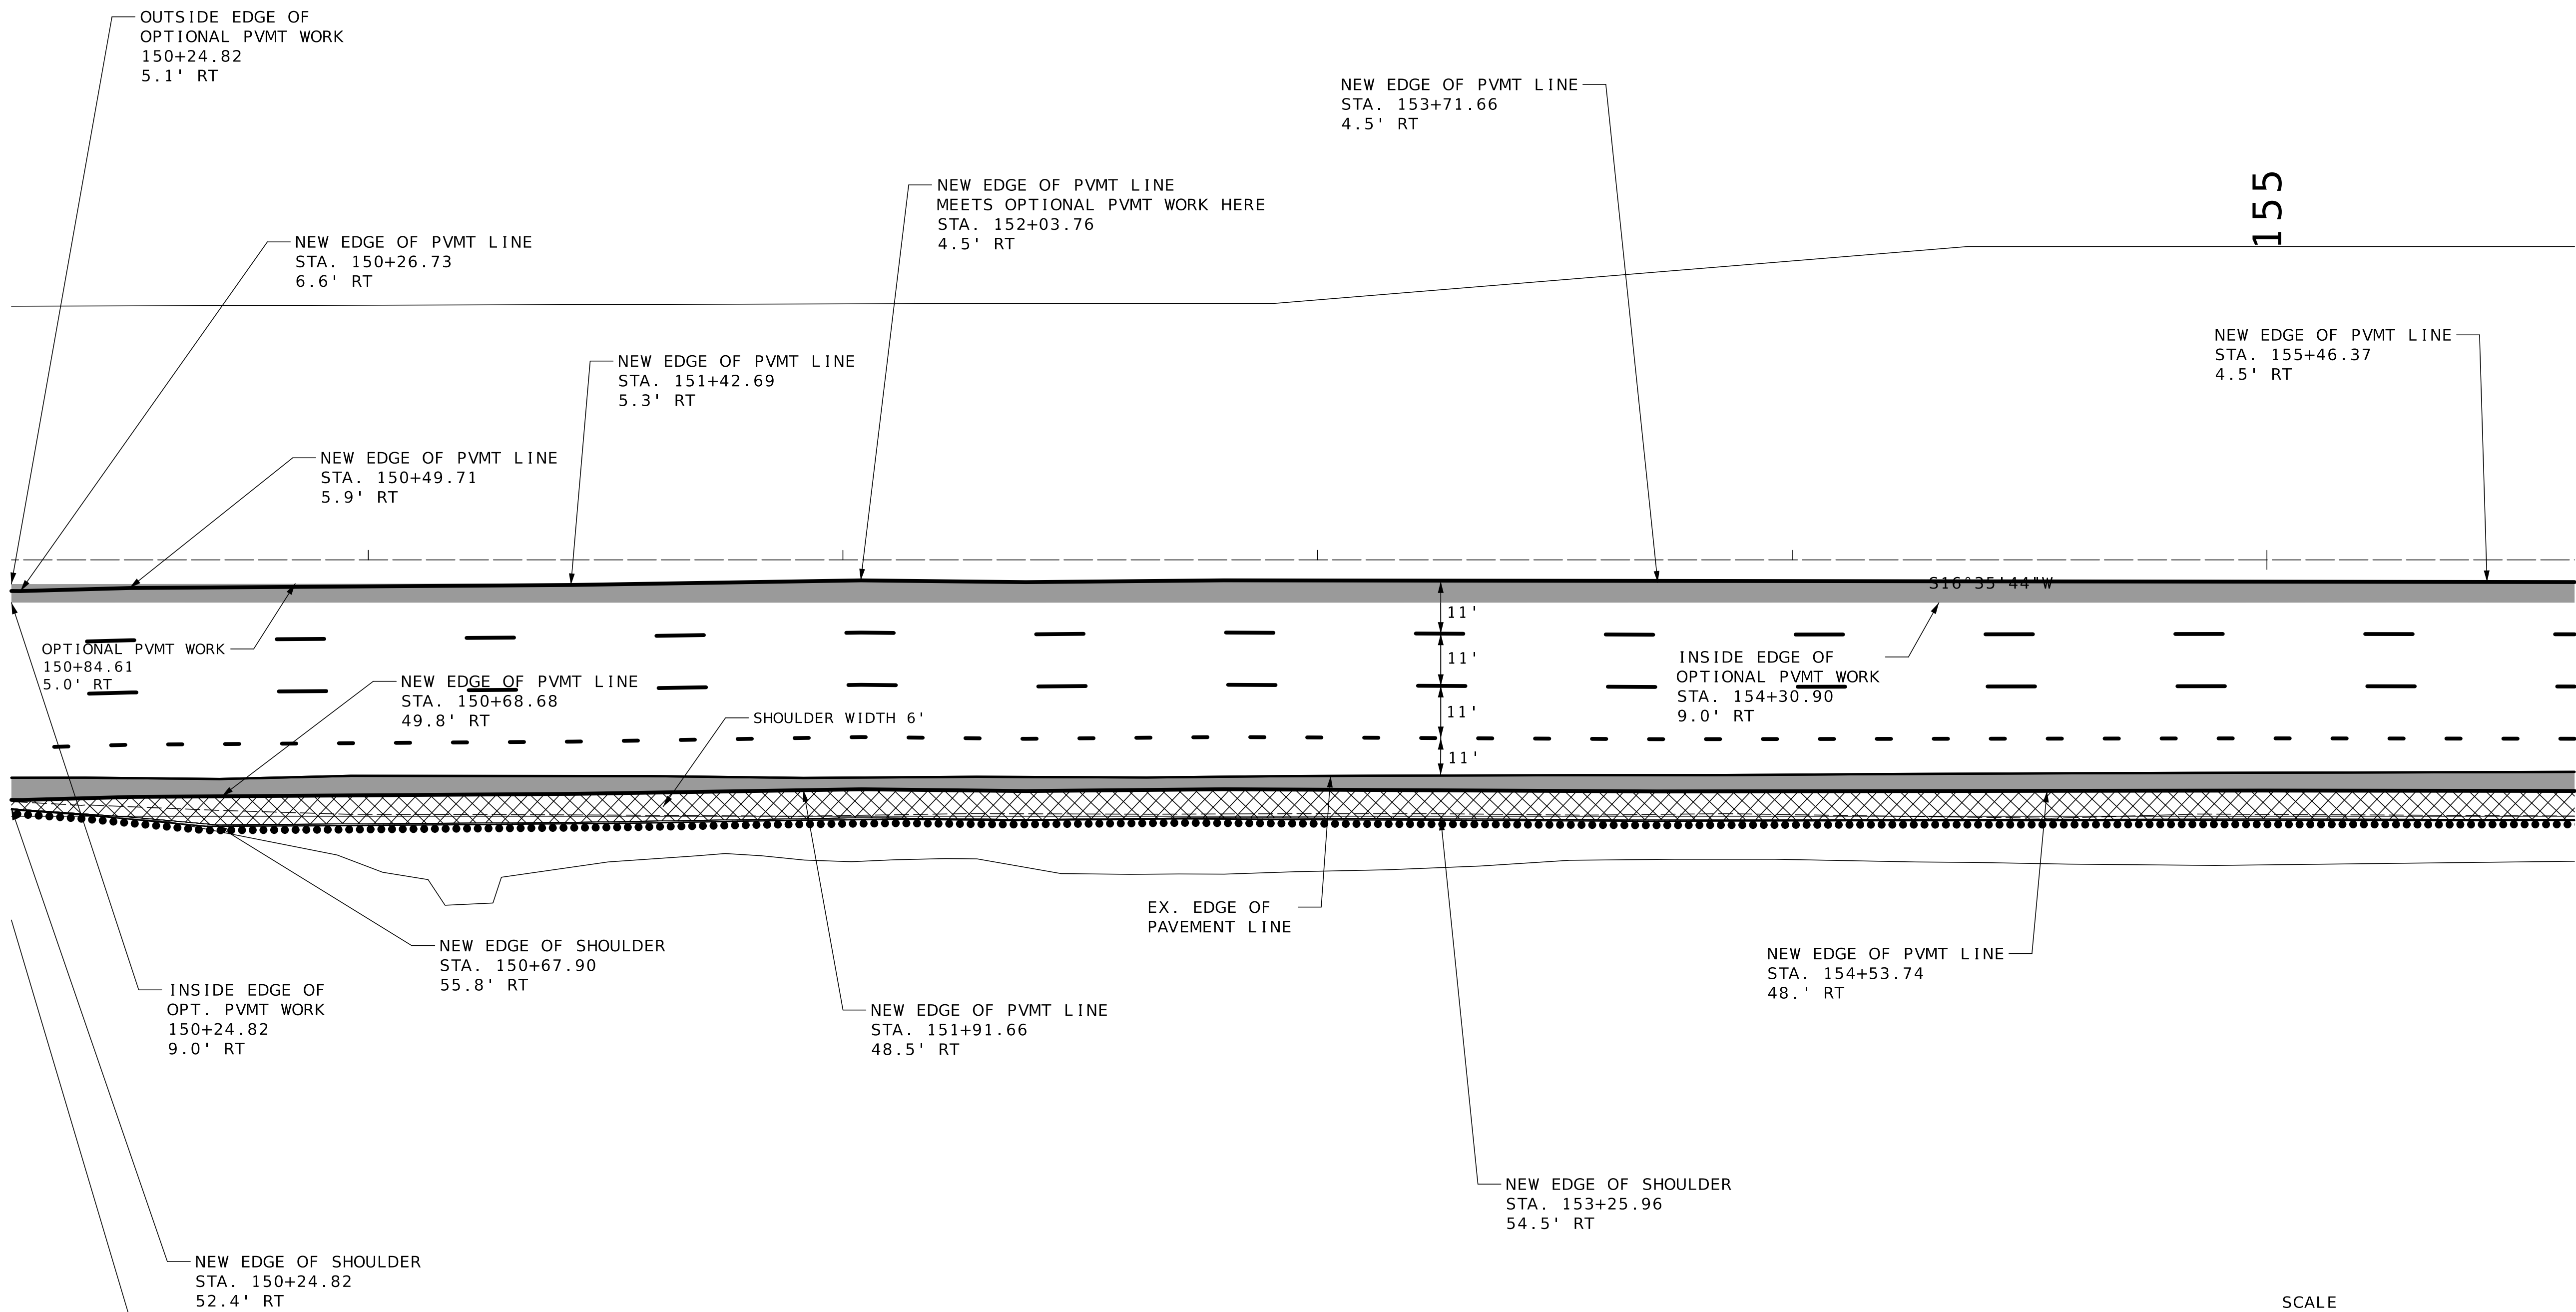 OUTSIDE EDGE OF
OPTIONAL PVMT WORK
150+24.82
5.1' RT
NEW EDGE OF PVMT LINE
STA. 153+71.66
4.5' RT
NEW EDGE OF PVMT LINE
MEETS OPTIONAL PVMT WORK HERE
STA. 152+03.76
4.5' RT
155
NEW EDGE OF PVMT LINE
STA. 150+26.73
6.6' RT
NEW EDGE OF PVMT LINE
STA. 155+46.37
4.5' RT
NEW EDGE OF PVMT LINE
STA. 151+42.69
5.3' RT
NEW EDGE OF PVMT LINE
STA. 150+49.71
5.9' RT
S16°35'44"W
11'
OPTIONAL PVMT WORK
150+84.61
5.0' RT
11'
INSIDE EDGE OF
OPTIONAL PVMT WORK
STA. 154+30.90
9.0' RT
NEW EDGE OF PVMT LINE
STA. 150+68.68
49.8' RT
SHOULDER WIDTH 6'
11'
11'
EX. EDGE OF
PAVEMENT LINE
NEW EDGE OF SHOULDER
STA. 150+67.90
55.8' RT
NEW EDGE OF PVMT LINE
STA. 154+53.74
48.' RT
INSIDE EDGE OF
OPT. PVMT WORK
150+24.82
9.0' RT
NEW EDGE OF PVMT LINE
STA. 151+91.66
48.5' RT
NEW EDGE OF SHOULDER
STA. 153+25.96
54.5' RT
NEW EDGE OF SHOULDER
STA. 150+24.82
52.4' RT
SCALE